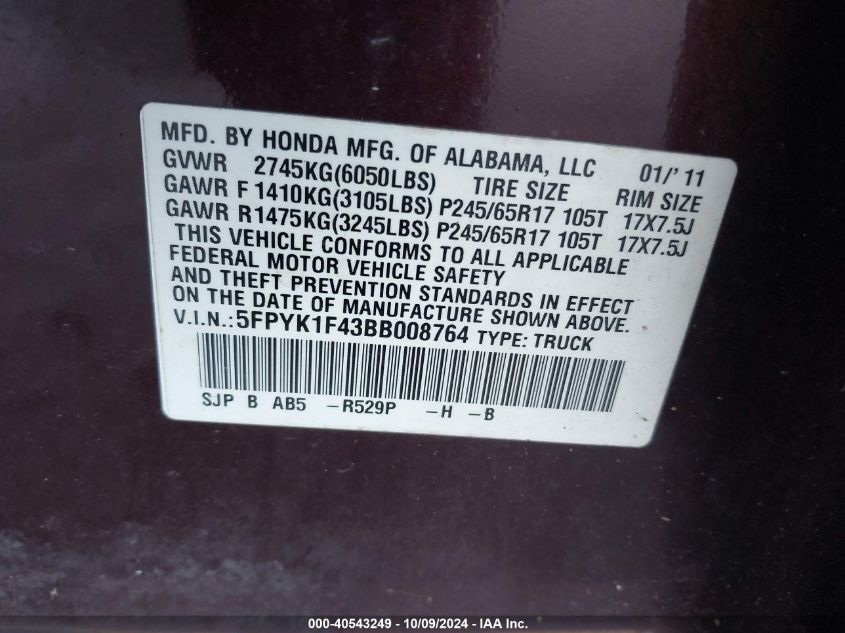 MFD. BY HONDA MFG. OF ALABAMA, LLC 01/'11
GVWR 2745KG(6050LBS) TIRE SIZE RIM SIZE
GAWR F1410KG(3105LBS) P245/65R17 105T 17X7.5J
GAWR R1475KG(3245LBS) P245/65R17 105T 17X7.5J
THIS VEHICLE CONFORMS TO ALL APPLICABLE
FEDERAL MOTOR VEHICLE SAFETY
AND THEFT PREVENTION STANDARDS IN EFFECT
ON THE DATE OF MANUFACTURE SHOWN ABOVE.
V.I.N.:5FPYK1F43BB008764 TYPE: TRUCK
SJP B AB5 -R529P -H -B
000-40543249 - 10/09/2024 - IAA Inc.